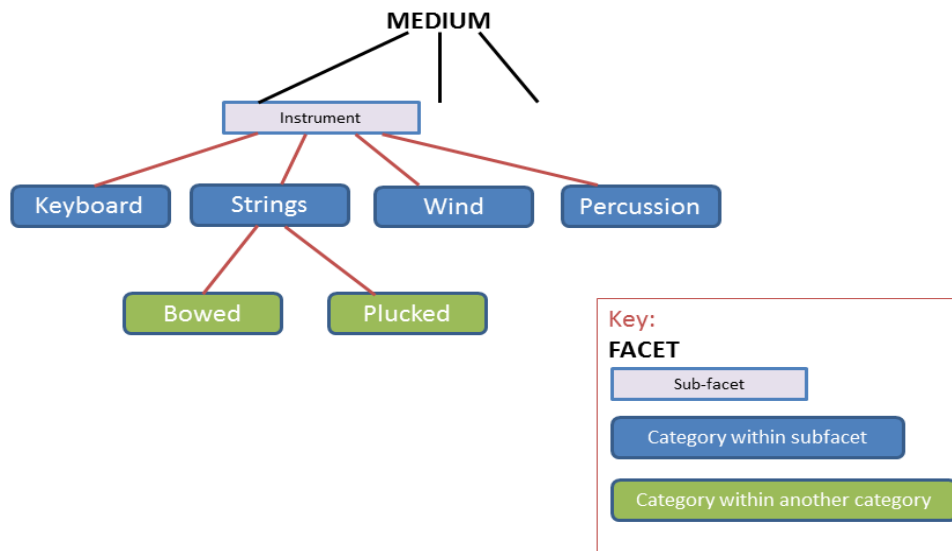 MEDIUM
Instrument
Keyboard
Strings
Wind
Percussion
Bowed
Plucked
Key:
FACET
Sub-facet
Category within subfacet
Category within another category